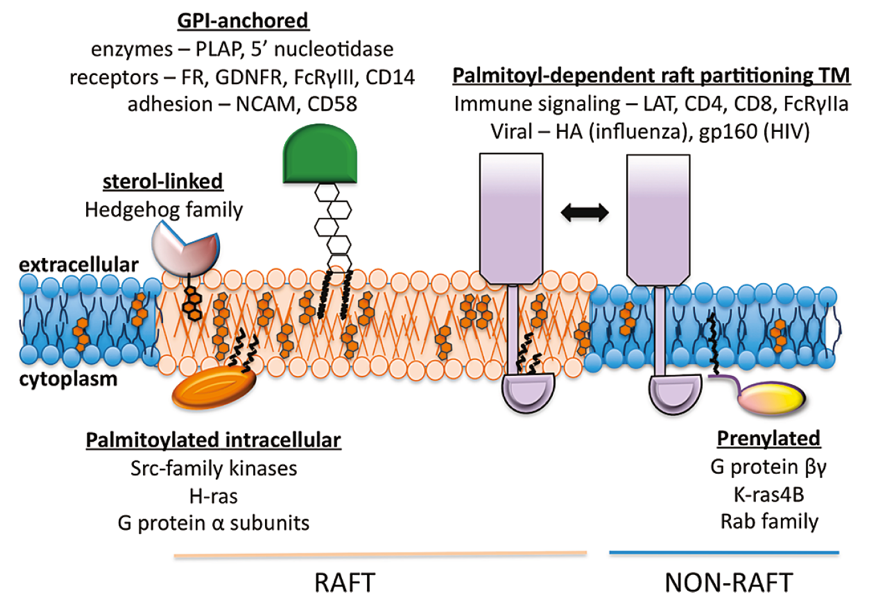 GPI-anchored
enzymes – PLAP, 5’ nucleotidase
receptors – FR, GDNFR, FcRγIII, CD14
adhesion – NCAM, CD58
Palmitoyl-dependent raft partitioning TM
Immune signaling – LAT, CD4, CD8, FcRγIIa
Viral – HA (influenza), gp160 (HIV)
sterol-linked
Hedgehog family
extracellular
cytoplasm
Palmitoylated intracellular
Src-family kinases
H-ras
G protein α subunits
Prenylated
G protein βγ
K-ras4B
Rab family
RAFT
NON-RAFT